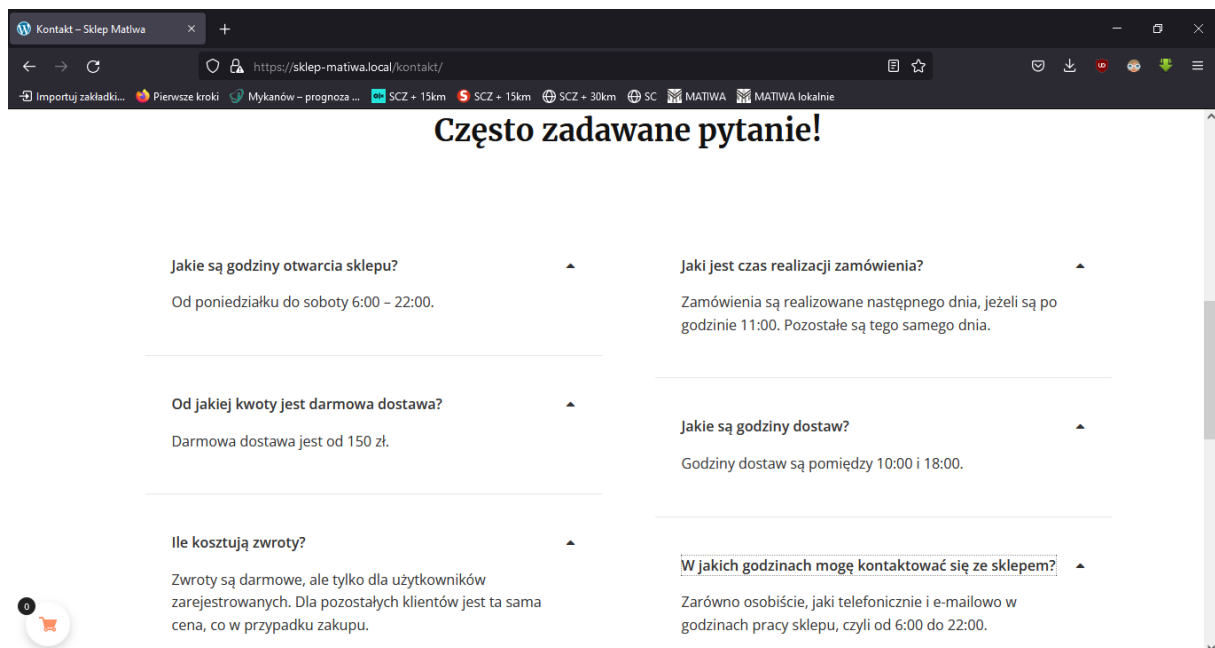 Kontakt – Sklep Matiwa
https://sklep-matiwa.local/kontakt/
Importuj zakładki... Pierwsze kroki Mykanów – prognoza ... SCZ + 15km SCZ + 15km SCZ + 30km SC MATIWA MATIWA lokalnie
Często zadawane pytanie!
Jakie są godziny otwarcia sklepu?
Od poniedziałku do soboty 6:00 – 22:00.
Od jakiej kwoty jest darmowa dostawa?
Darmowa dostawa jest od 150 zł.
Ile kosztują zwroty?
Zwroty są darmowe, ale tylko dla użytkowników
zarejestrowanych. Dla pozostałych klientów jest ta sama
cena, co w przypadku zakupu.
Jaki jest czas realizacji zamówienia?
Zamówienia są realizowane następnego dnia, jeżeli są po
godzinie 11:00. Pozostałe są tego samego dnia.
Jakie są godziny dostaw?
Godziny dostaw są pomiędzy 10:00 i 18:00.
W jakich godzinach mogę kontaktować się ze sklepem?
Zarówno osobiście, jaki telefonicznie i e-mailowo w
godzinach pracy sklepu, czyli od 6:00 do 22:00.
0